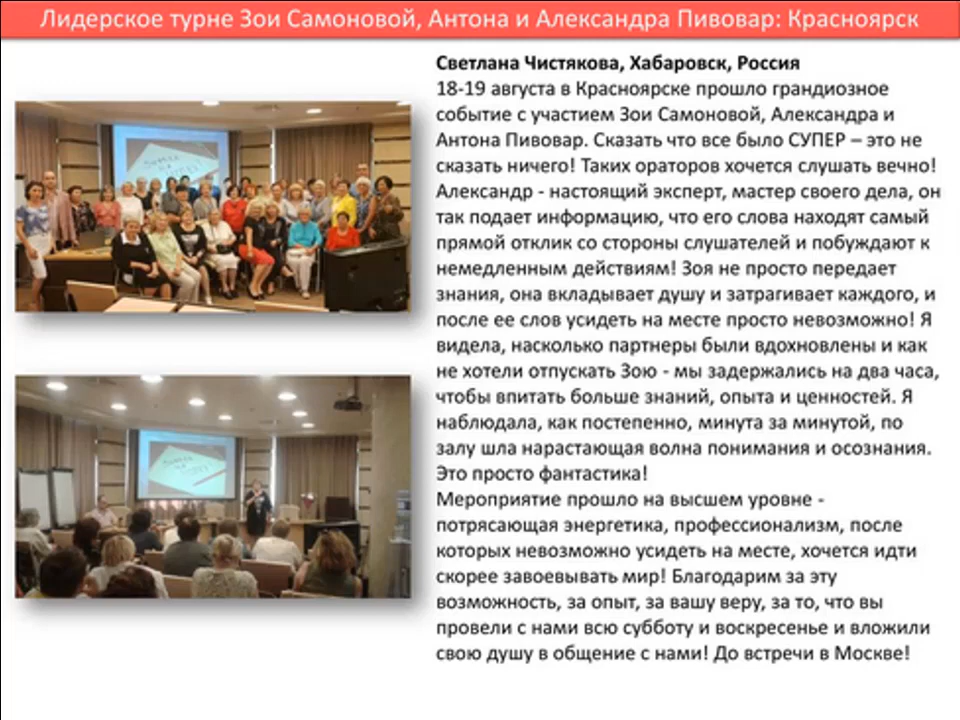 Лидерское турне Зои Самоновой, Антона и Александра Пивовар: Красноярск
Светлана Чистякова, Хабаровск, Россия
18-19 августа в Красноярске прошло грандиозное
событие с участием Зои Самоновой, Александра и
Антона Пивовар. Сказать что все было СУПЕР – это не
сказать ничего! Таких ораторов хочется слушать вечно!
Александр - настоящий эксперт, мастер своего дела, он
так подает информацию, что его слова находят самый
прямой отклик со стороны слушателей и побуждают к
немедленным действиям! Зоя не просто передает
знания, она вкладывает душу и затрагивает каждого, и
после ее слов усидеть на месте просто невозможно! Я
видела, насколько партнеры были вдохновлены и как
не хотели отпускать Зою - мы задержались на два часа,
чтобы впитать больше знаний, опыта и ценностей. Я
наблюдала, как постепенно, минута за минутой, по
залу шла нарастающая волна понимания и осознания.
Это просто фантастика!
Мероприятие прошло на высшем уровне -
потрясающая энергетика, профессионализм, после
которых невозможно усидеть на месте, хочется идти
скорее завоевывать мир! Благодарим за эту
возможность, за опыт, за вашу веру, за то, что вы
провели с нами всю субботу и воскресенье и вложили
свою душу в общение с нами! До встречи в Москве!